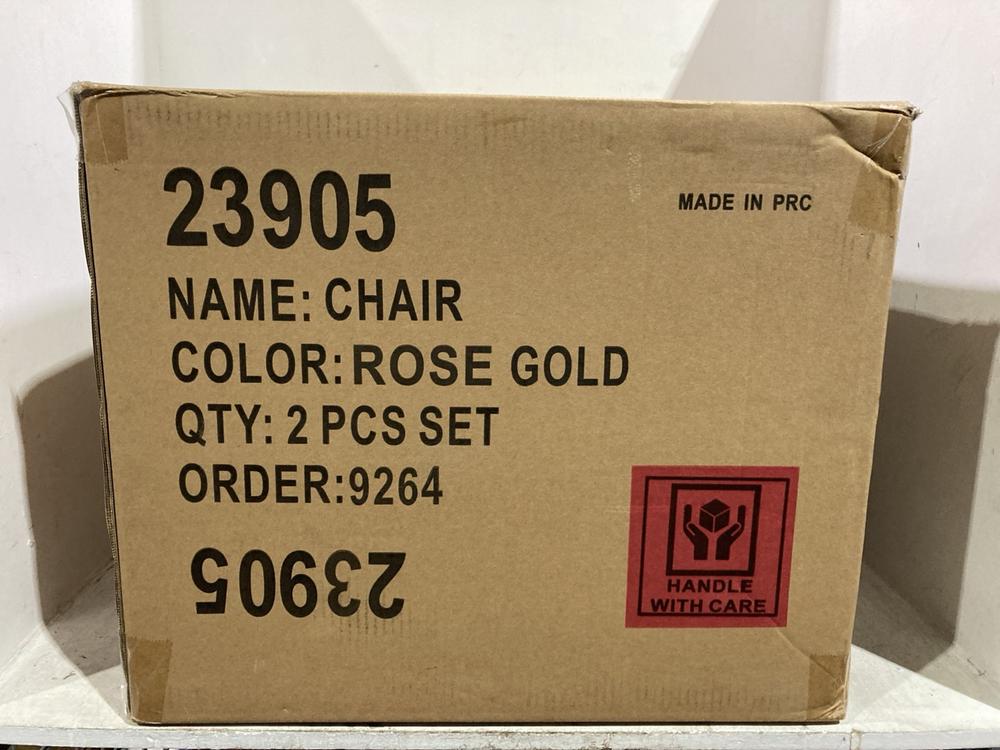 23905
MADE IN PRC
NAME: CHAIR
COLOR: ROSE GOLD
QTY: 2 PCS SET
ORDER:9264
23905
HANDLE
WITH CARE